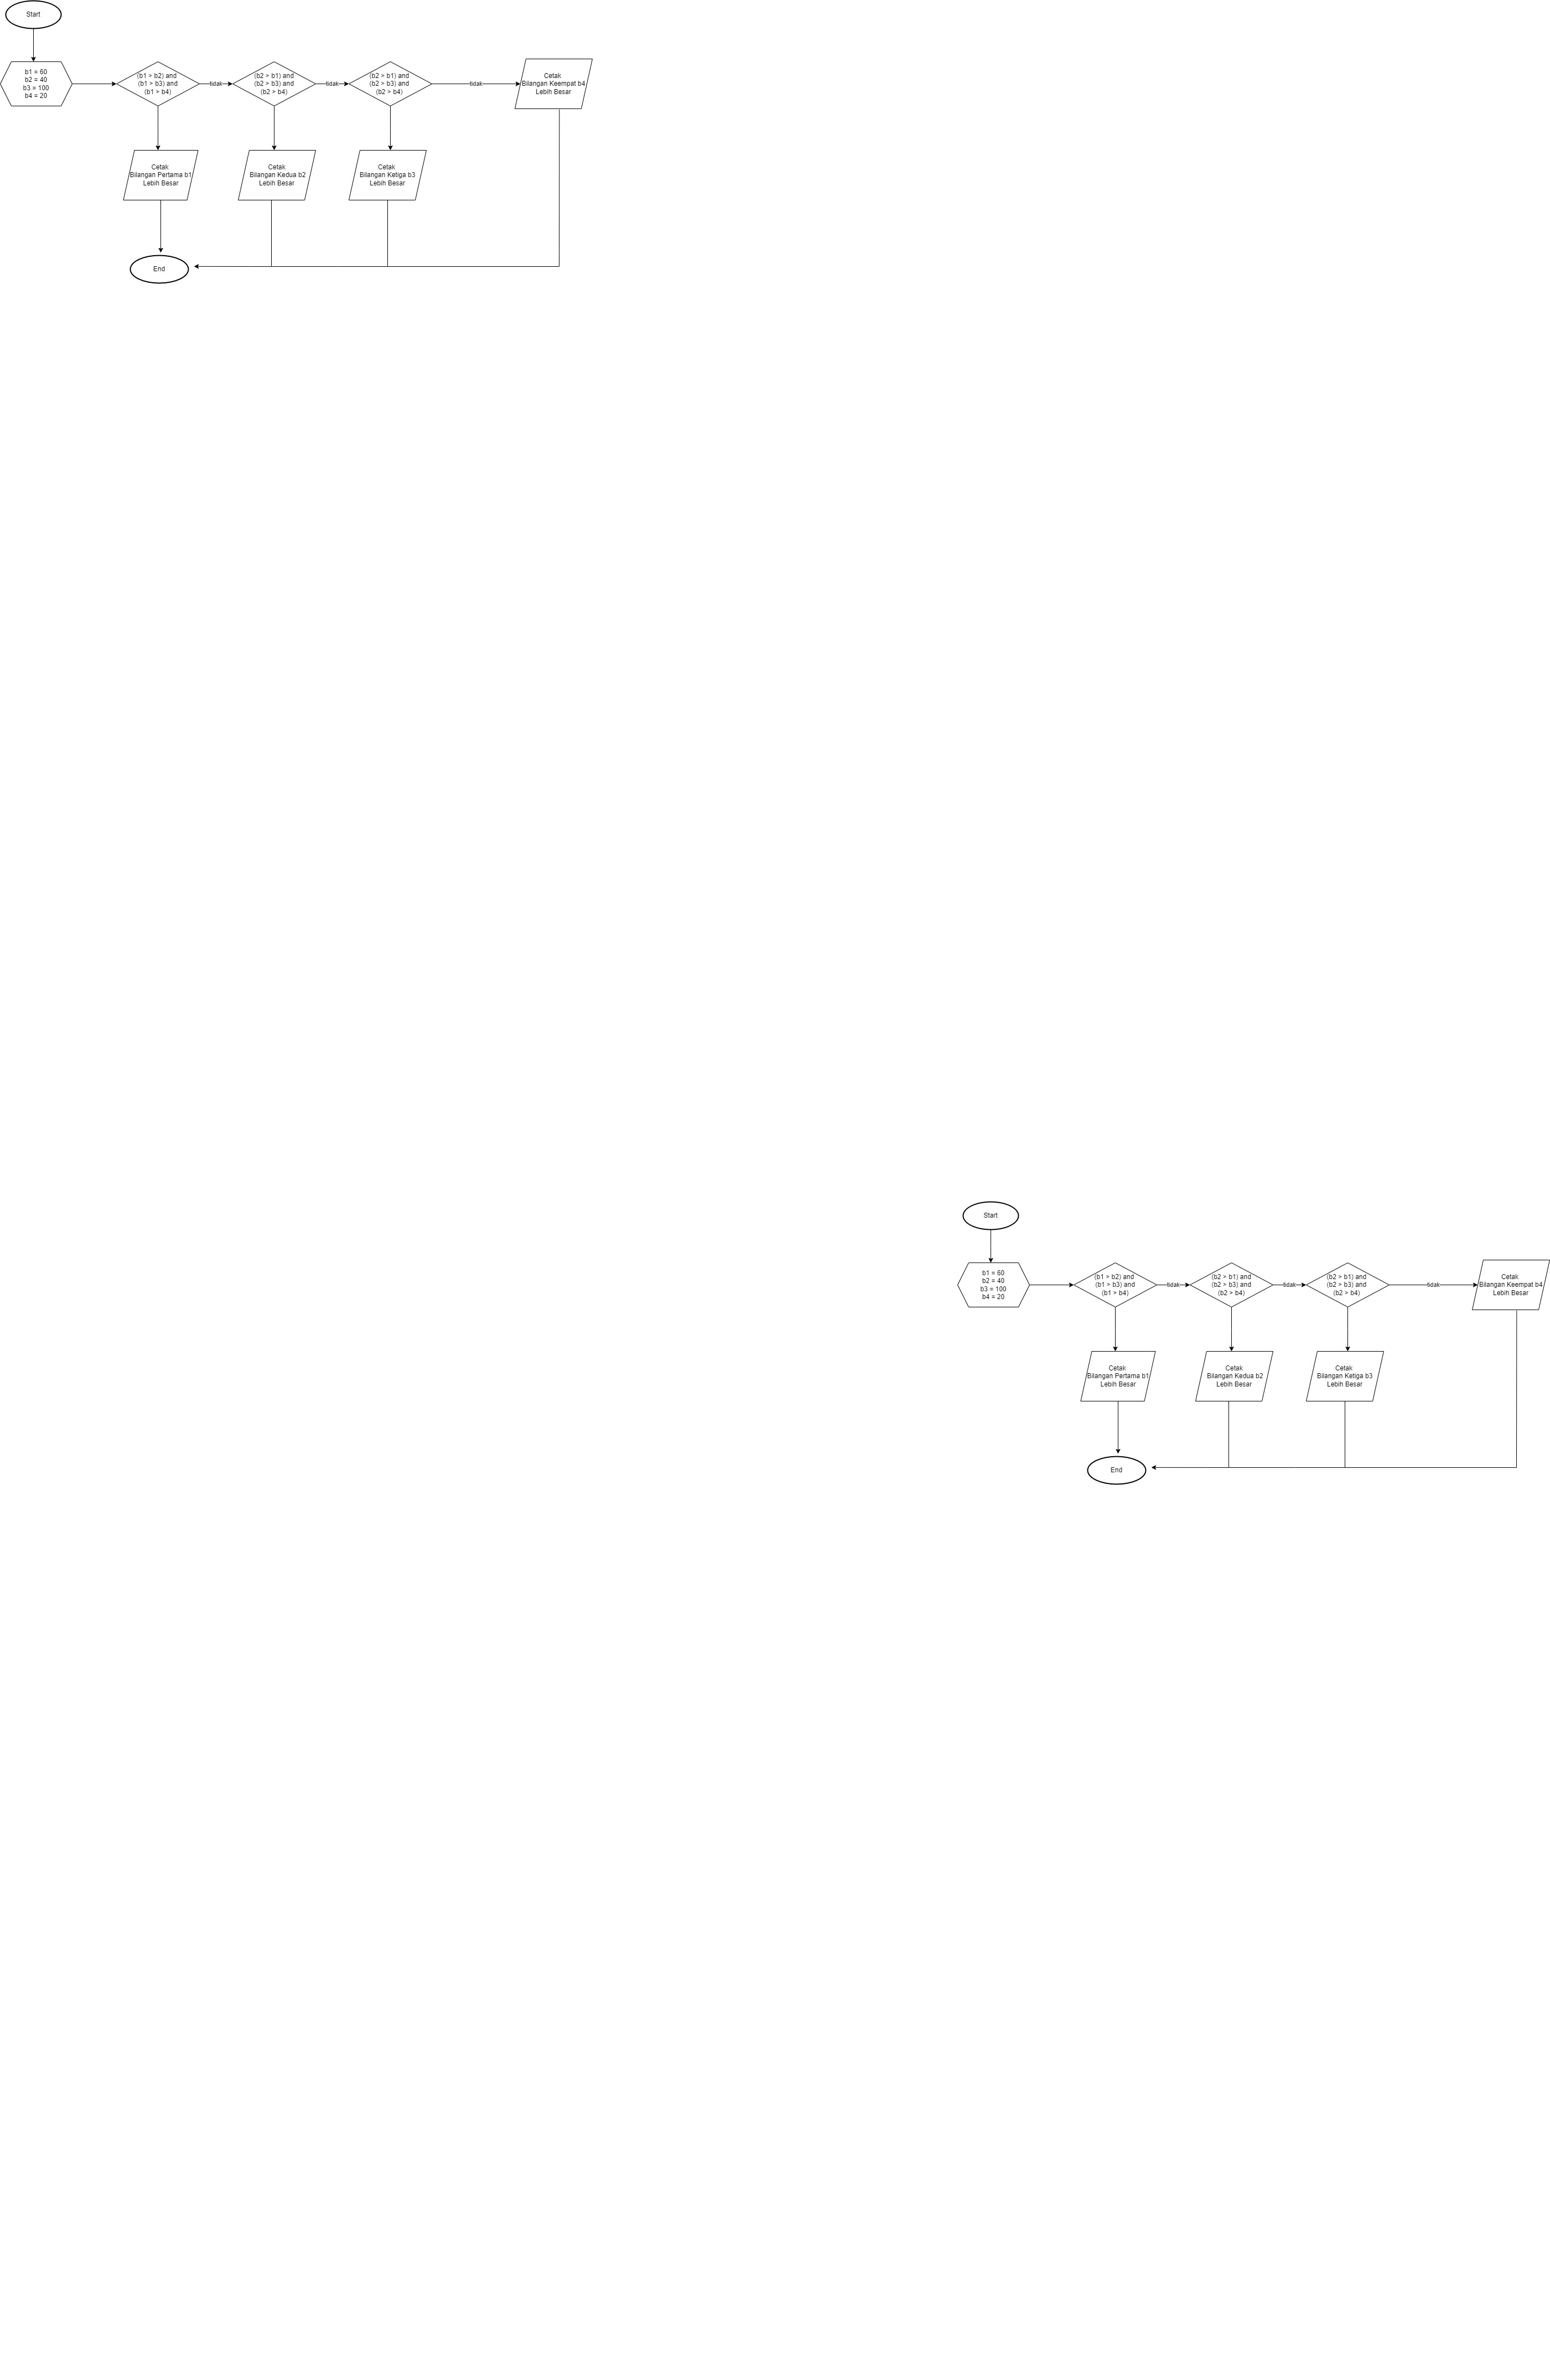 Start
b1 = 60
b2 = 40
b3 = 100
b4 = 20
(b1 > b2) and
(b1 > b3) and
(b1 > b4)
tidak
(b2 > b1) and
(b2 > b3) and
(b2 > b4)
tidak
(b2 > b1) and
(b2 > b3) and
(b2 > b4)
tidak
Cetak
Bilangan Keempat b4
Lebih Besar
Cetak
Bilangan Pertama b1
Lebih Besar
Cetak
Bilangan Kedua b2
Lebih Besar
Cetak
Bilangan Ketiga b3
Lebih Besar
End
Start
b1 = 60
b2 = 40
b3 = 100
b4 = 20
(b1 > b2) and
(b1 > b3) and
(b1 > b4)
tidak
(b2 > b1) and
(b2 > b3) and
(b2 > b4)
tidak
(b2 > b1) and
(b2 > b3) and
(b2 > b4)
tidak
Cetak
Bilangan Keempat b4
Lebih Besar
Cetak
Bilangan Pertama b1
Lebih Besar
Cetak
Bilangan Kedua b2
Lebih Besar
Cetak
Bilangan Ketiga b3
Lebih Besar
End